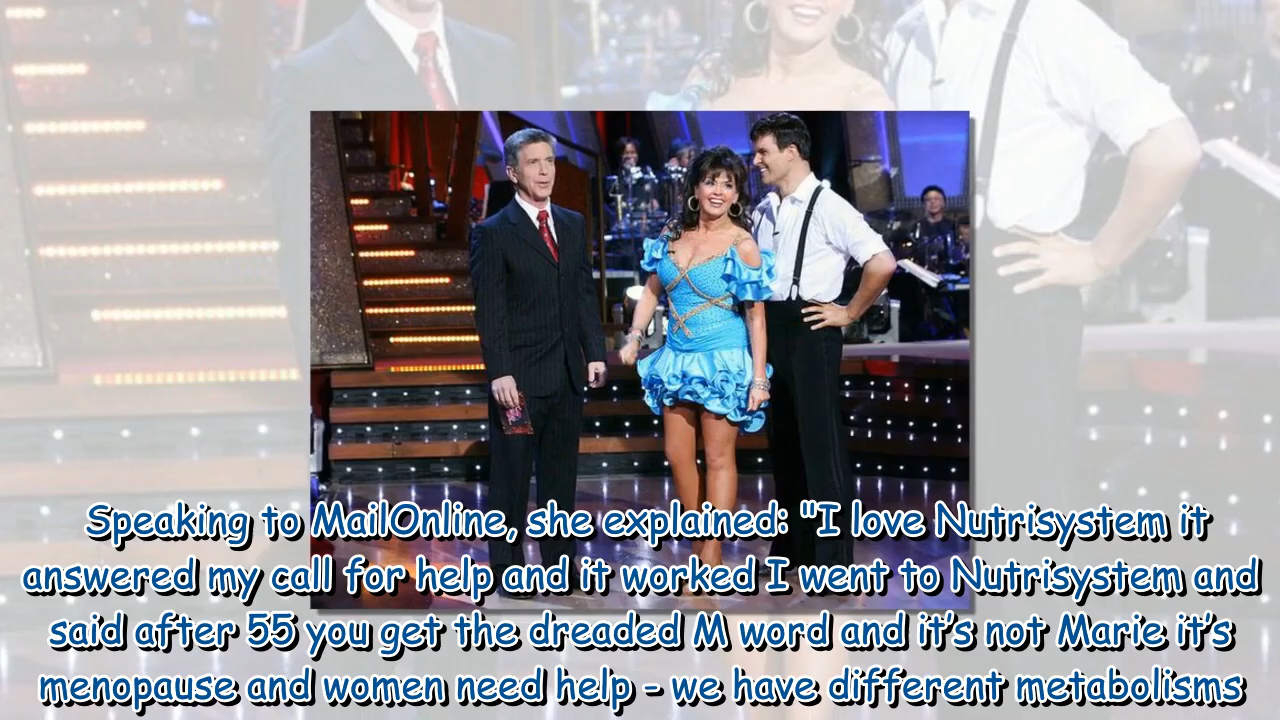 Speaking to MailOnline, she explained: "I love Nutrisystem it
answered my call for help and it worked I went to Nutrisystem and
said after 55 you get the dreaded M word and it’s not Marie it’s
menopause and women need help - we have different metabolisms